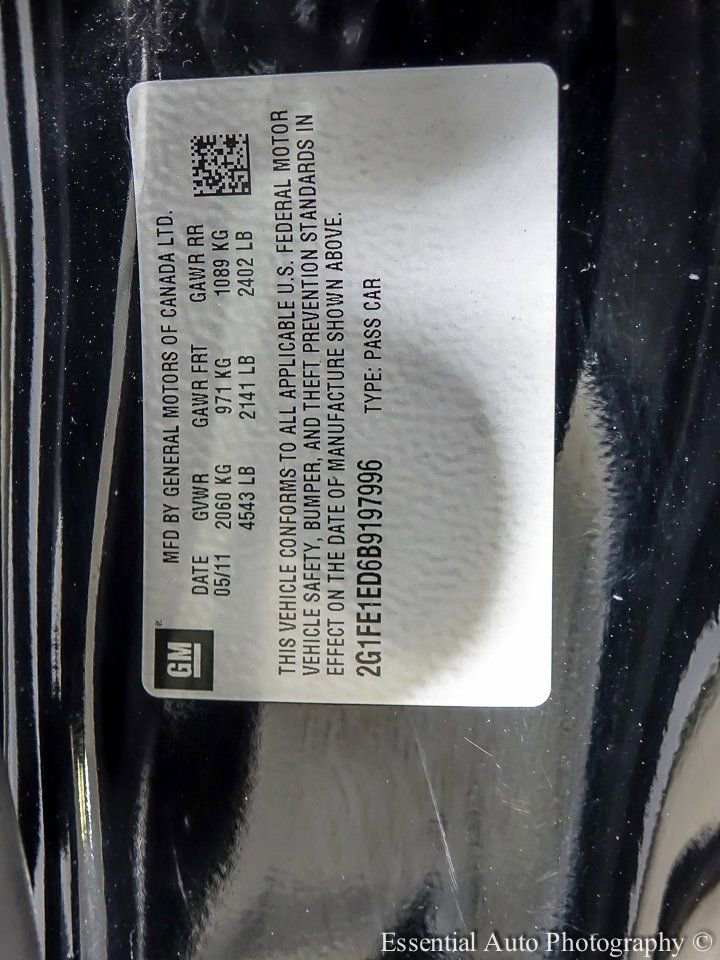 GM
MFD BY GENERAL MOTORS OF CANADA LTD.
DATE GVWR GAWR FRT GAWR RR
05/11 2060 KG 971 KG 1089 KG
4543 LB 2141 LB 2402 LB
THIS VEHICLE CONFORMS TO ALL APPLICABLE U.S. FEDERAL MOTOR
VEHICLE SAFETY, BUMPER, AND THEFT PREVENTION STANDARDS IN
EFFECT ON THE DATE OF MANUFACTURE SHOWN ABOVE.
2G1FE1ED6B9197996 TYPE: PASS CAR
Essential Auto Photography ©